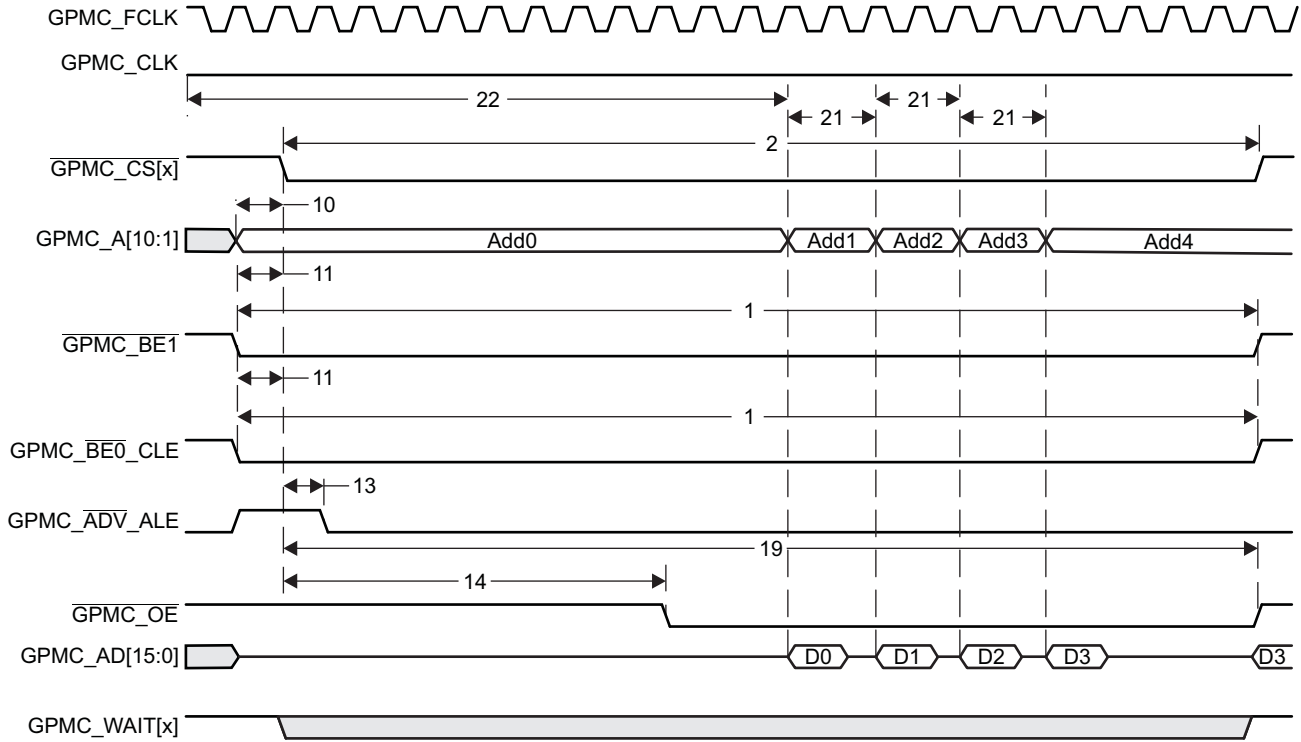 GPMC_FCLK
GPMC_CLK
22
21
21
21
2
GPMC_CS[x]
10
GPMC_A[10:1]
Add0
Add1
Add2
Add3
Add4
11
1
GPMC_BE1
11
1
GPMC_BE0_CLE
13
GPMC_ADV_ALE
19
14
GPMC_OE
GPMC_AD[15:0]
D0
D1
D2
D3
D3
GPMC_WAIT[x]